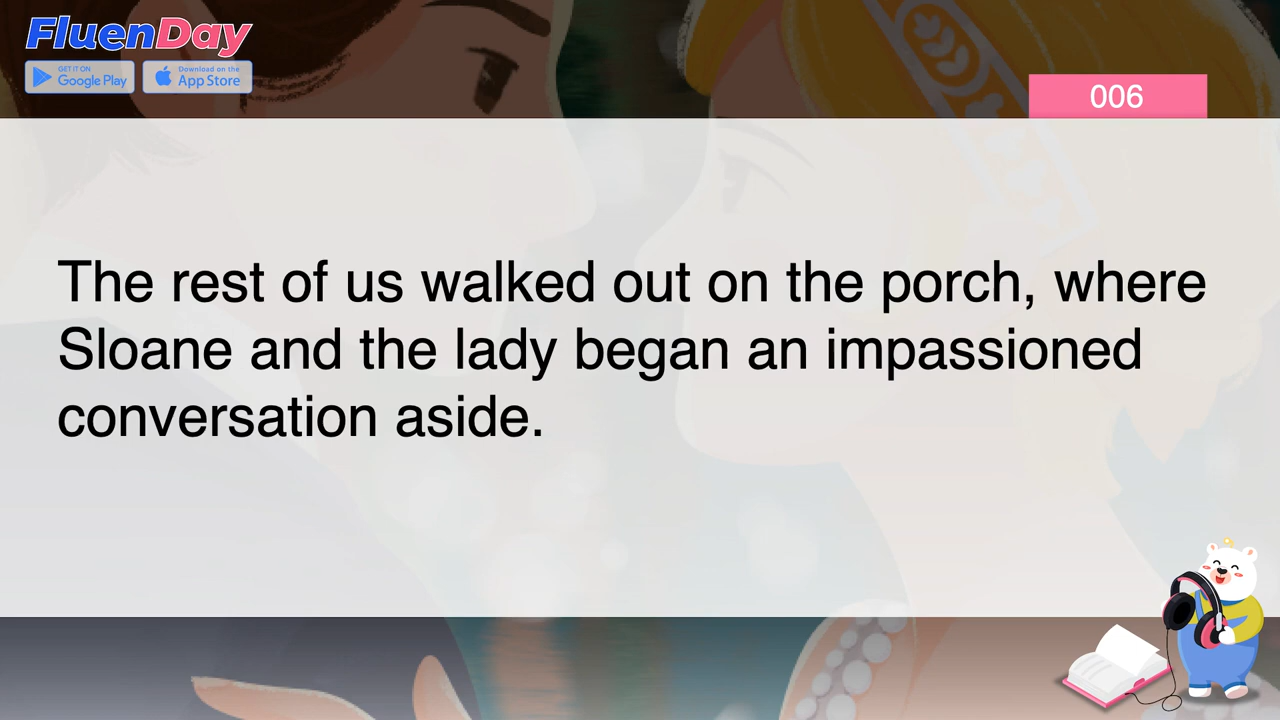 FluenDay
GET IT ON
Google Play
Download on the
App Store
006
The rest of us walked out on the porch, where
Sloane and the lady began an impassioned
conversation aside.